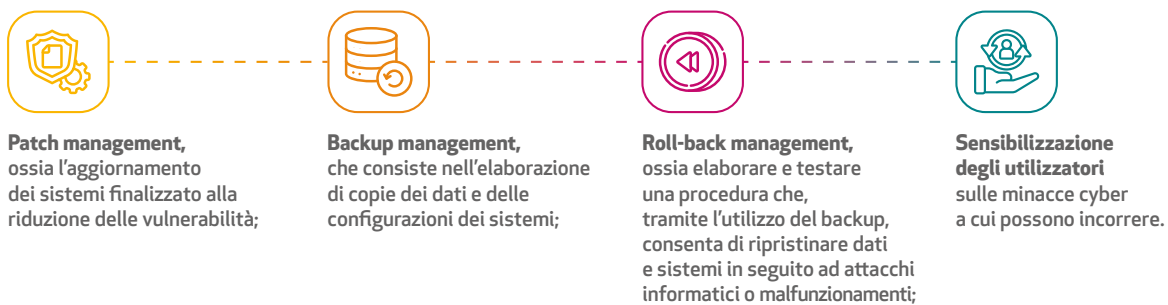 Patch management,
ossia l'aggiornamento
dei sistemi finalizzato alla
riduzione delle vulnerabilità;
Backup management,
che consiste nell'elaborazione
di copie dei dati e delle
configurazioni dei sistemi;
Roll-back management,
ossia elaborare e testare
una procedura che,
tramite l'utilizzo del backup,
consenta di ripristinare dati
e sistemi in seguito ad attacchi
informatici o malfunzionamenti;
Sensibilizzazione
degli utilizzatori
sulle minacce cyber
a cui possono incorrere.